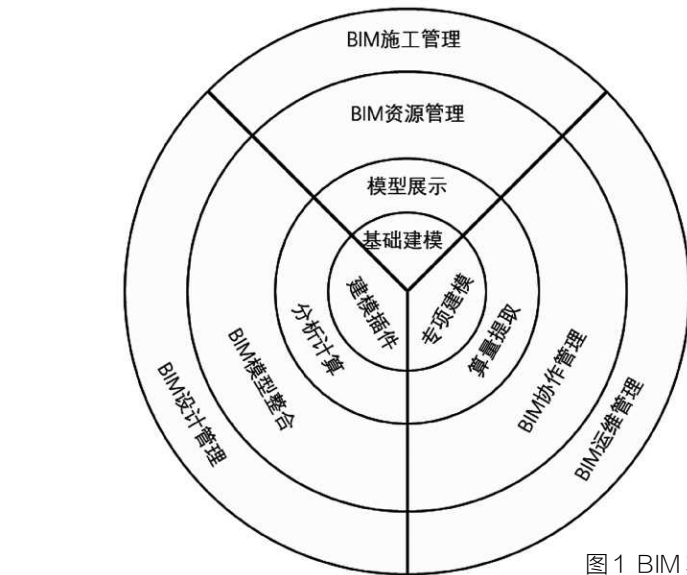 BIM施工管理
BIM资源管理
模型展示
基础建模
建模插件
专项建模
分析计算
算量提取
BIM模型整合
BIM协作管理
BIM设计管理
BIM运维管理
图1 BIM